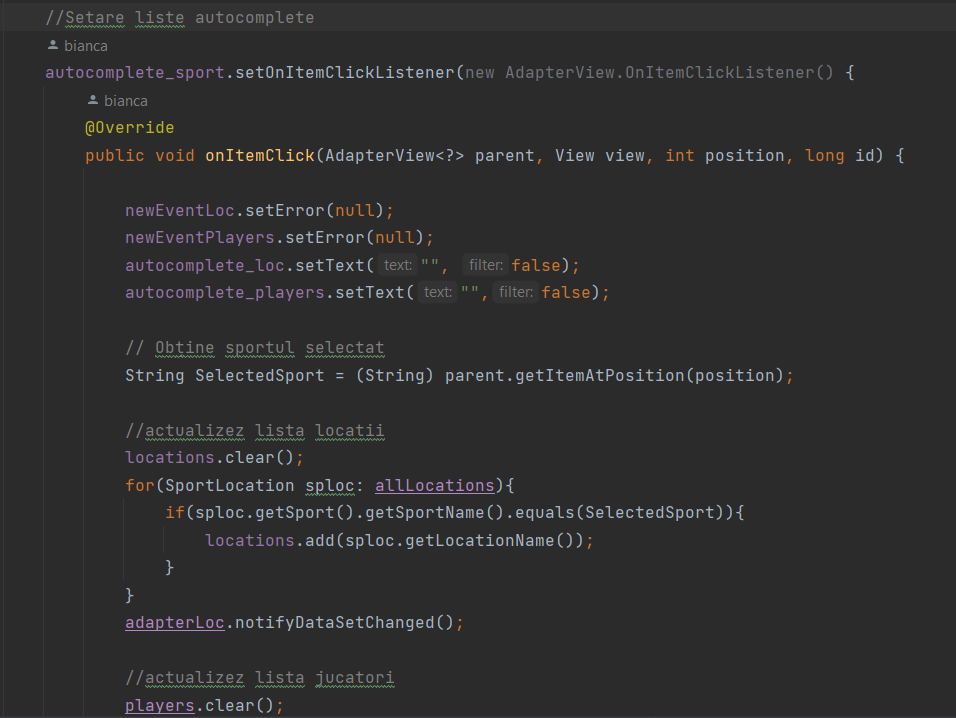 //Setare liste autocomplete
bianca
autocomplete_sport.setOnItemClickListener(new AdapterView.OnItemClickListener() {
bianca
@Override
public void onItemClick(AdapterView<?> parent, View view, int position, long id) {
newEventLoc.setError(null);
newEventPlayers.setError(null);
autocomplete_loc.setText( text: "", filter: false);
autocomplete_players.setText( text: "", filter: false);
// Obtine sportul selectat
String SelectedSport = (String) parent.getItemAtPosition(position);
//actualizez lista locatii
locations.clear();
for(SportLocation sploc: allLocations){
if(sploc.getSport().getSportName().equals(SelectedSport)){
locations.add(sploc.getLocationName());
}
}
adapterLoc.notifyDataSetChanged();
//actualizez lista jucatori
players.clear();